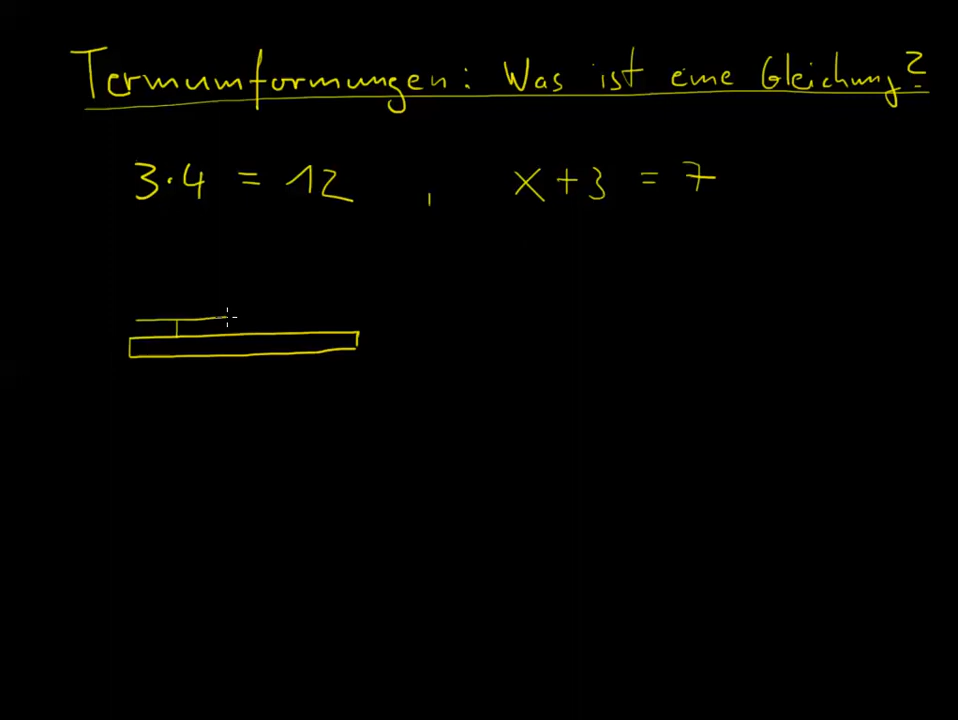 Termumformungen: Was ist eine Gleichung?
3·4 = 12 , x+3 = 7